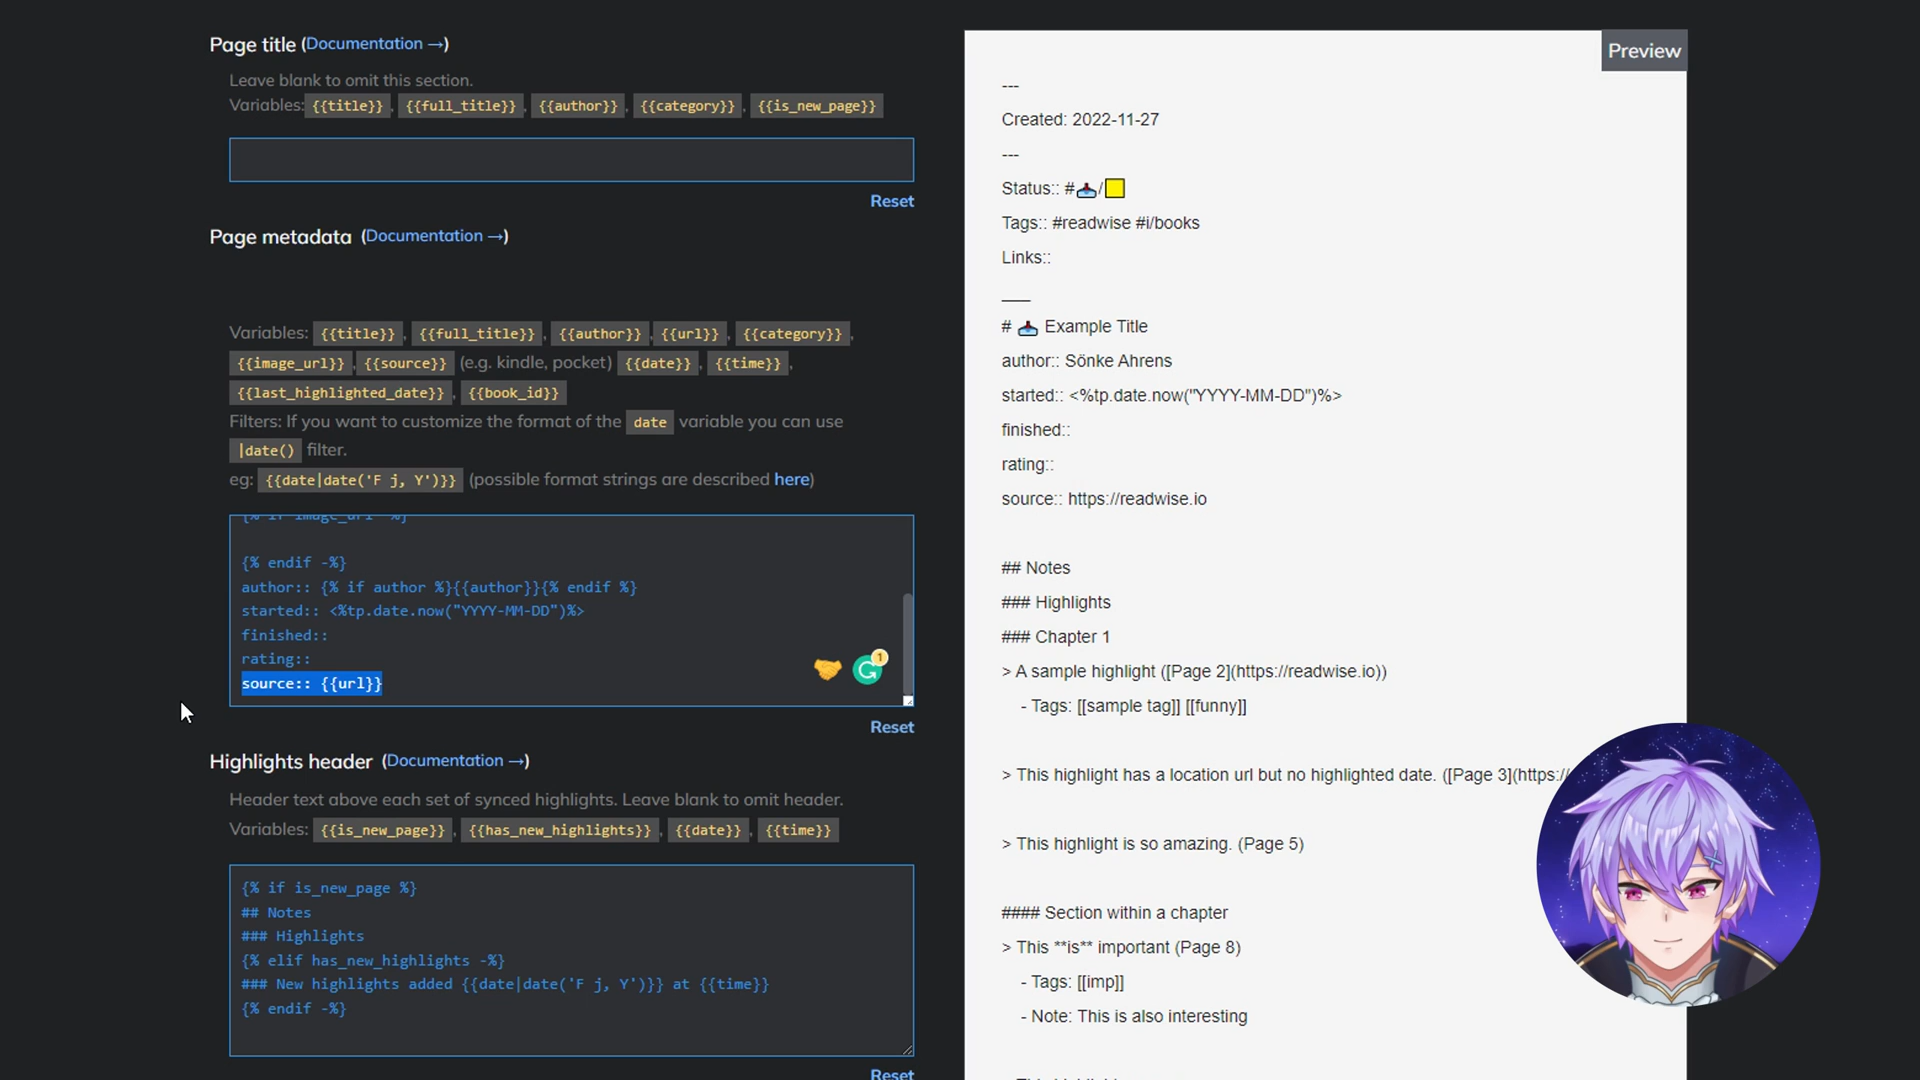 Page title (Documentation →)
Leave blank to omit this section.
Variables: {{title}}, {{full_title}}, {{author}}, {{category}}, {{is_new_page}}
Reset
Page metadata (Documentation →)
Variables: {{title}}, {{full_title}}, {{author}}, {{url}}, {{category}},
{{image_url}}, {{source}} (e.g. kindle, pocket) {{date}}, {{time}},
{{last_highlighted_date}}, {{book_id}}
Filters: If you want to customize the format of the date variable you can use
|date() filter.
eg: {{date|date('F j, Y')}} (possible format strings are described here)
{% if image_url %}
{% endif -%}
author:: {% if author %}{{author}}{% endif %}
started:: <%tp.date.now("YYYY-MM-DD")%>
finished::
rating::
source:: {{url}}
1
Reset
Highlights header (Documentation →)
Header text above each set of synced highlights. Leave blank to omit header.
Variables: {{is_new_page}}, {{has_new_highlights}}, {{date}}, {{time}}
{% if is_new_page %}
## Notes
### Highlights
{% elif has_new_highlights -%}
### New highlights added {{date|date('F j, Y')}} at {{time}}
{% endif -%}
Reset
Preview
---
Created: 2022-11-27
---
Status:: #📥/🟨
Tags:: #readwise #i/books
Links::
___
# 📥 Example Title
author:: Sönke Ahrens
started:: <%tp.date.now("YYYY-MM-DD")%>
finished::
rating::
source:: https://readwise.io
## Notes
### Highlights
### Chapter 1
> A sample highlight ([Page 2](https://readwise.io))
- Tags: [[sample tag]] [[funny]]
> This highlight has a location url but no highlighted date. ([Page 3](https://
> This highlight is so amazing. (Page 5)
#### Section within a chapter
> This **is** important (Page 8)
- Tags: [[imp]]
- Note: This is also interesting